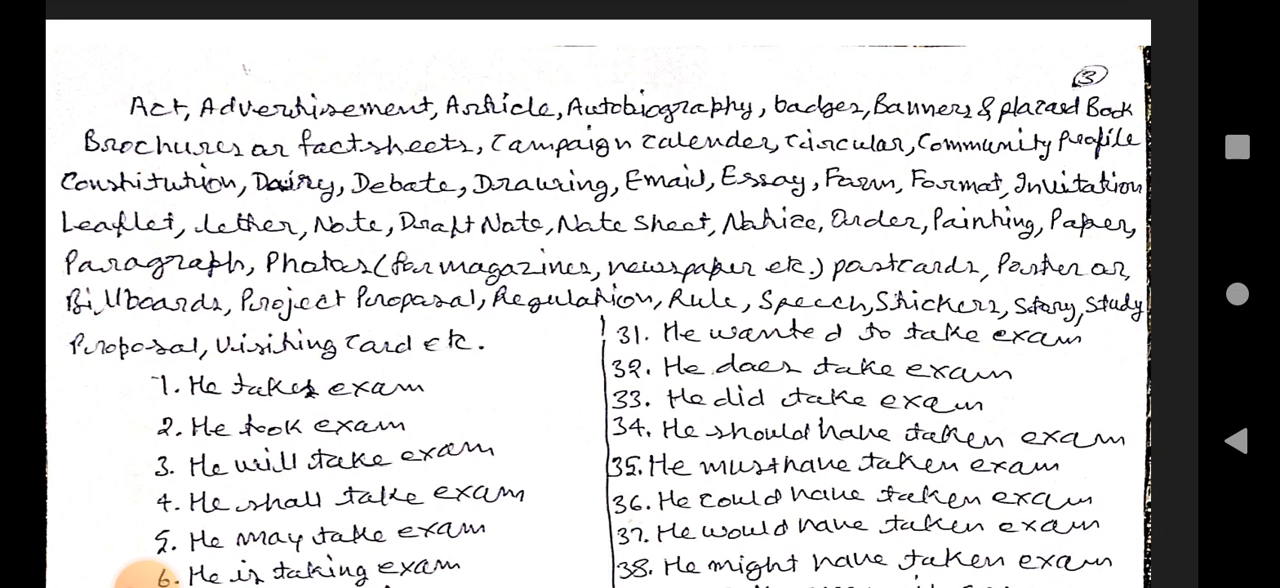 3
Act, Advertisement, Article, Autobiography, badges, Banners & placard Book
Brochures or factsheets, Campaign calender, Circular, Community Profile
Constitution, Dairy, Debate, Drawing, Email, Essay, Form, Format, Invitation
Leaflet, Letter, Note, Draft Note, Note Sheet, Notice, Order, Painting, Paper,
Paragraph, Photos (for magazines, newspaper etc.) postcards, Poster or,
Billboards, Project Proposal, Regulation, Rule, Speech, Stickers, Story, Study
Proposal, Visiting Card etc.
1. He takes exam
2. He took exam
3. He will take exam
4. He shall take exam
5. He may take exam
6. He is taking exam
31. He wanted to take exam
32. He does take exam
33. He did take exam
34. He should have taken exam
35. He must have taken exam
36. He could have taken exam
37. He would have taken exam
38. He might have taken exam